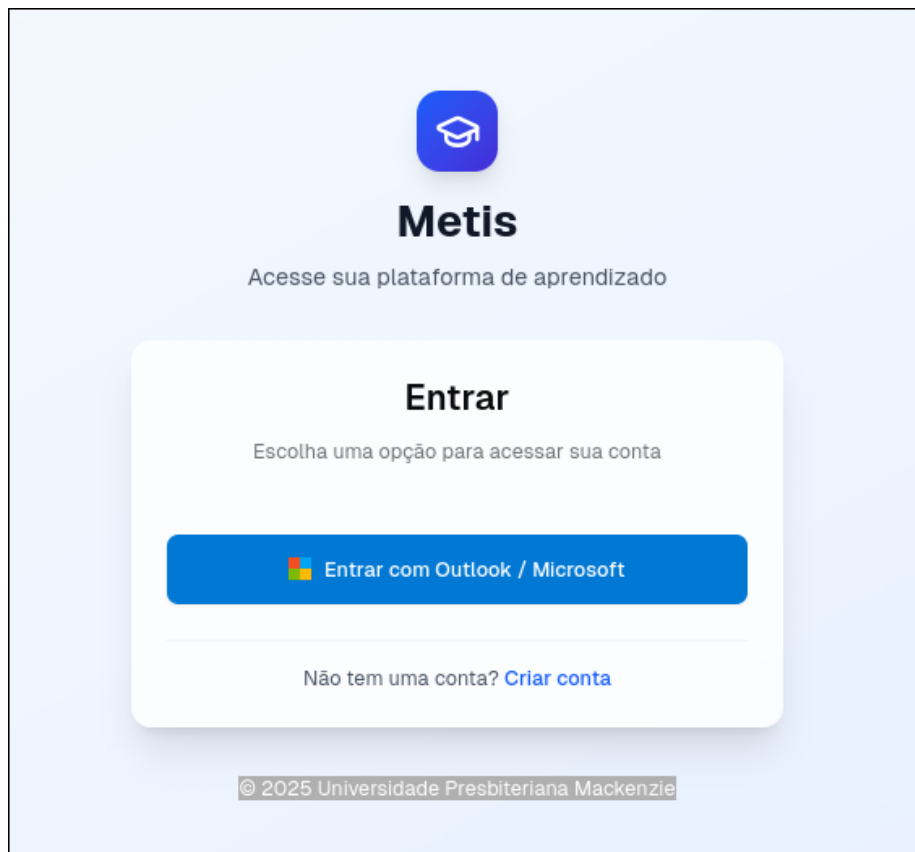 Metis
Acesse sua plataforma de aprendizado
Entrar
Escolha uma opção para acessar sua conta
Entrar com Outlook / Microsoft
Não tem uma conta? Criar conta
© 2025 Universidade Presbiteriana Mackenzie